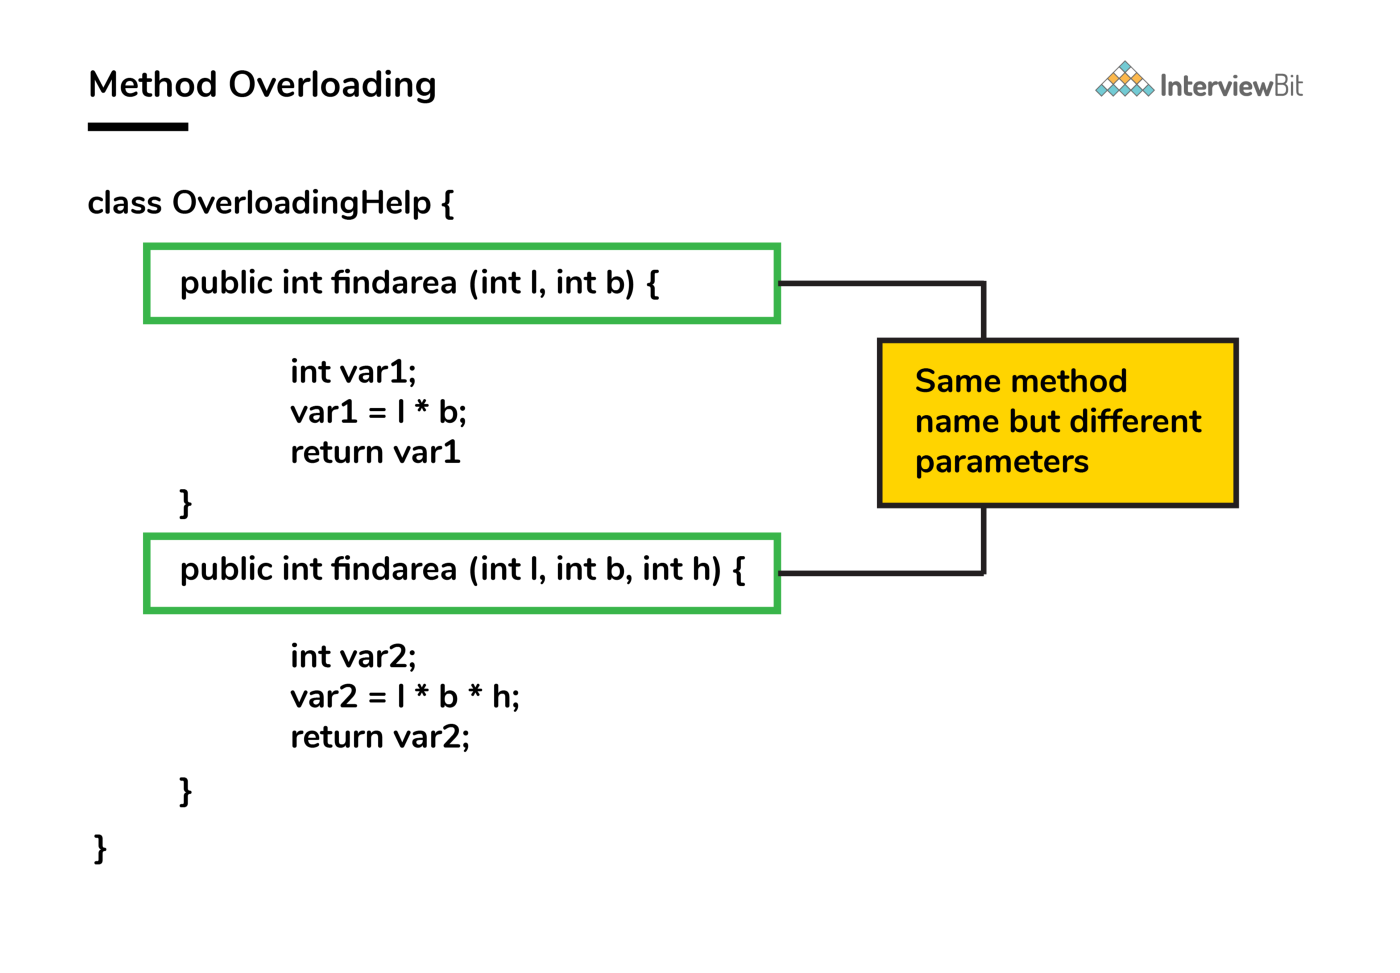 Method Overloading
InterviewBit
class OverloadingHelp {
public int findarea (int l, int b) {
int var1;
var1 = l * b;
return var1
}
Same method
name but different
parameters
public int findarea (int l, int b, int h) {
int var2;
var2 = l * b * h;
return var2;
}
}